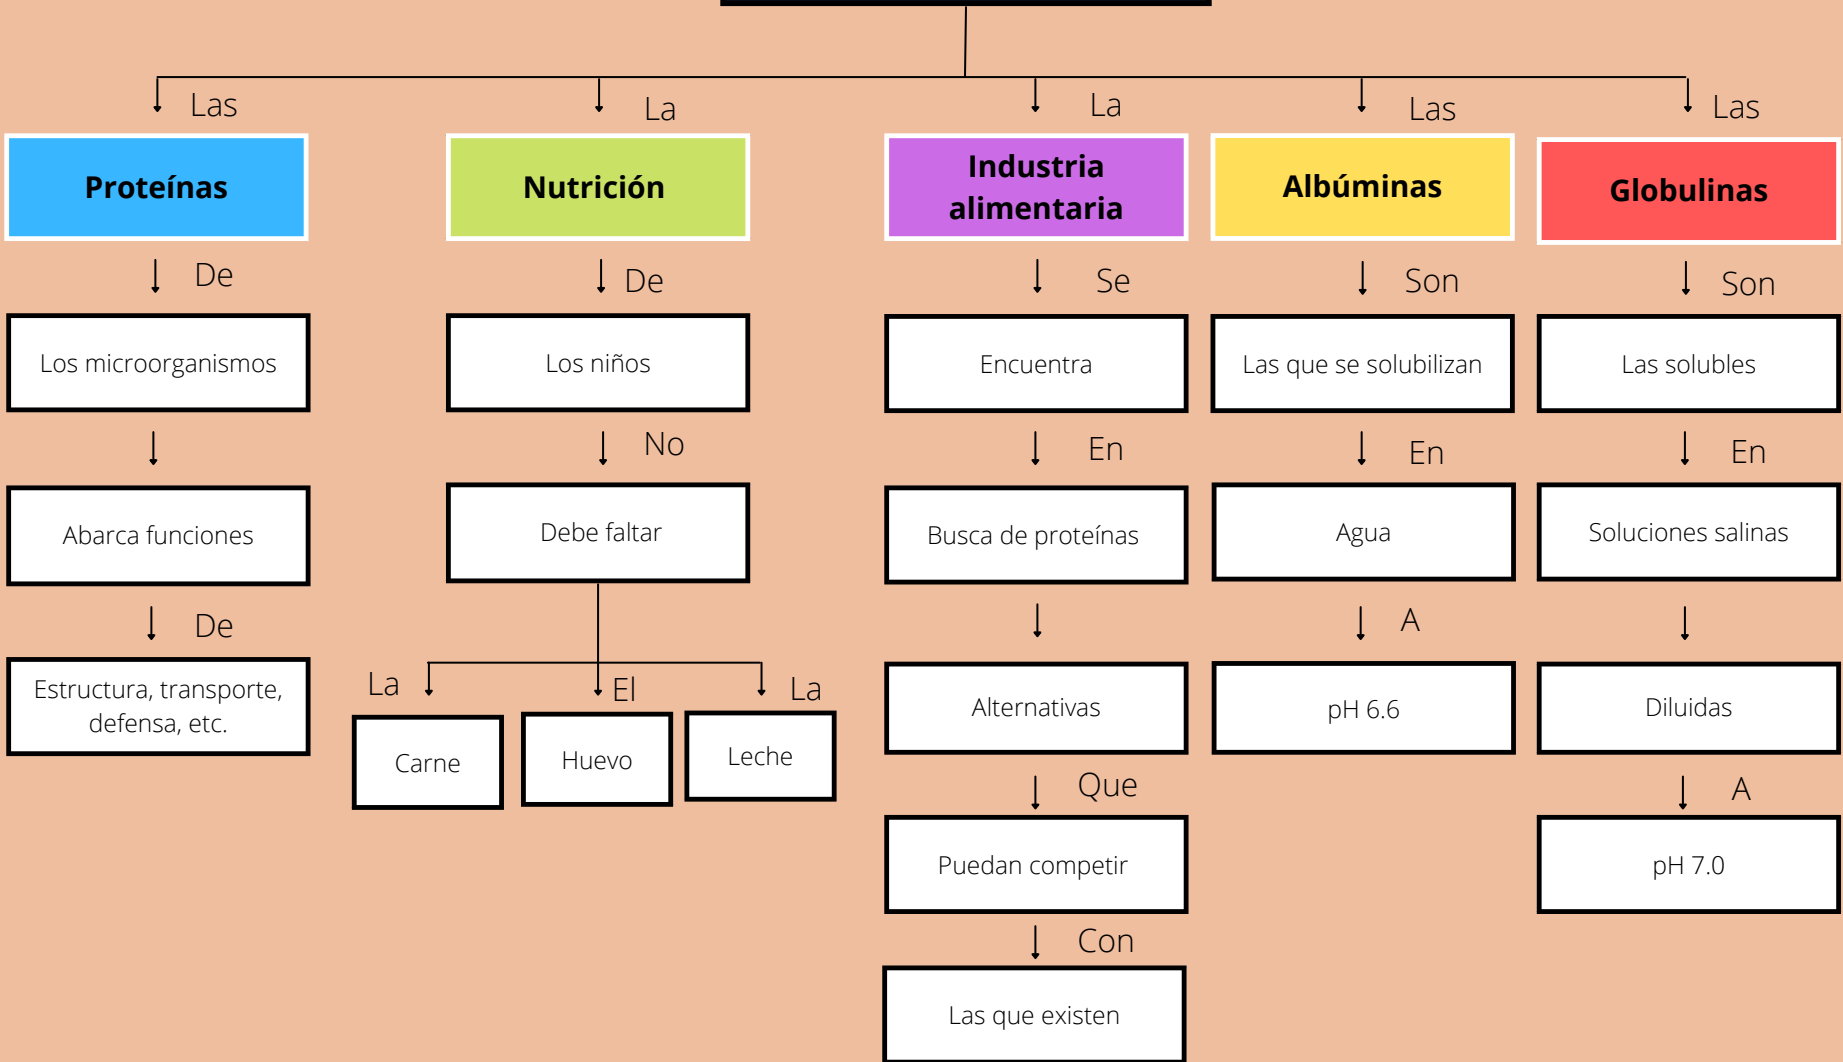 Las
La
La
Las
Las
Proteínas
Nutrición
Industria
alimentaria
Albúminas
Globulinas
De
De
Se
Son
Son
Los microorganismos
Los niños
Encuentra
Las que se solubilizan
Las solubles
No
En
En
En
Abarca funciones
Debe faltar
Busca de proteínas
Agua
Soluciones salinas
De
A
Estructura, transporte,
defensa, etc.
La
El
La
Carne
Huevo
Leche
Alternativas
pH 6.6
Diluidas
Que
A
Puedan competir
pH 7.0
Con
Las que existen